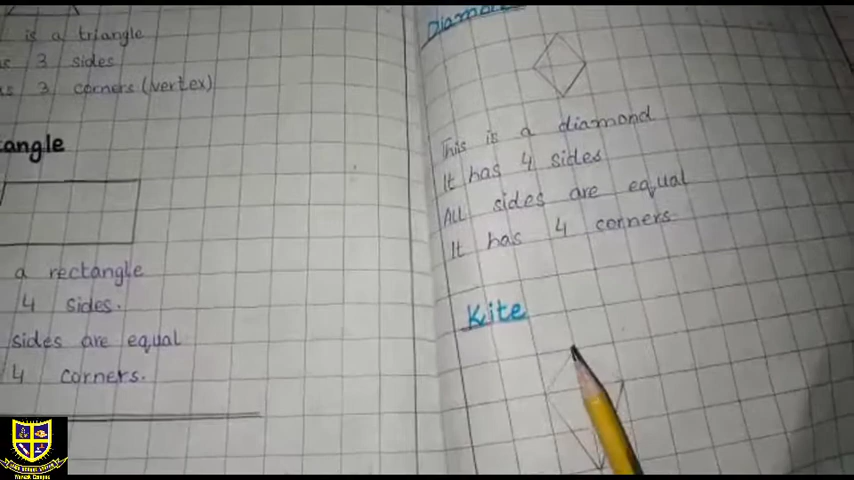 is a triangle
3 sides
3 corners (vertex)
angle
a rectangle
4 sides.
sides are equal
4 corners.
Diamond
This is a diamond
It has 4 sides
All sides are equal
It has 4 corners
Kite